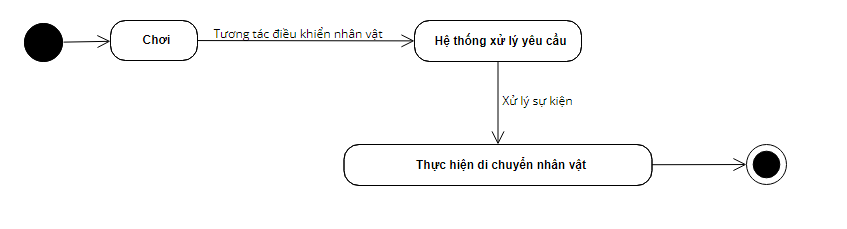 Chơi
Tương tác điều khiển nhân vật
Hệ thống xử lý yêu cầu
Xử lý sự kiện
Thực hiện di chuyển nhân vật